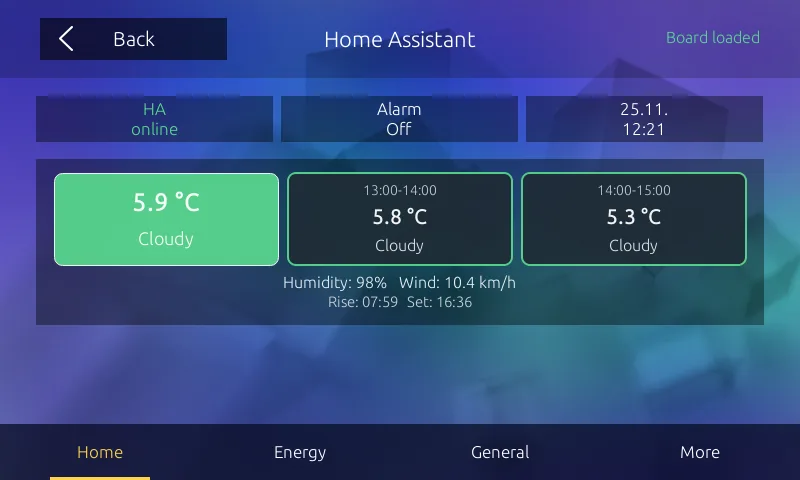 Back
Home Assistant
Board loaded
HA
online
Alarm
Off
25.11.
12:21
5.9 °C
Cloudy
13:00-14:00
5.8 °C
Cloudy
14:00-15:00
5.3 °C
Cloudy
Humidity: 98% Wind: 10.4 km/h
Rise: 07:59 Set: 16:36
Home
Energy
General
More